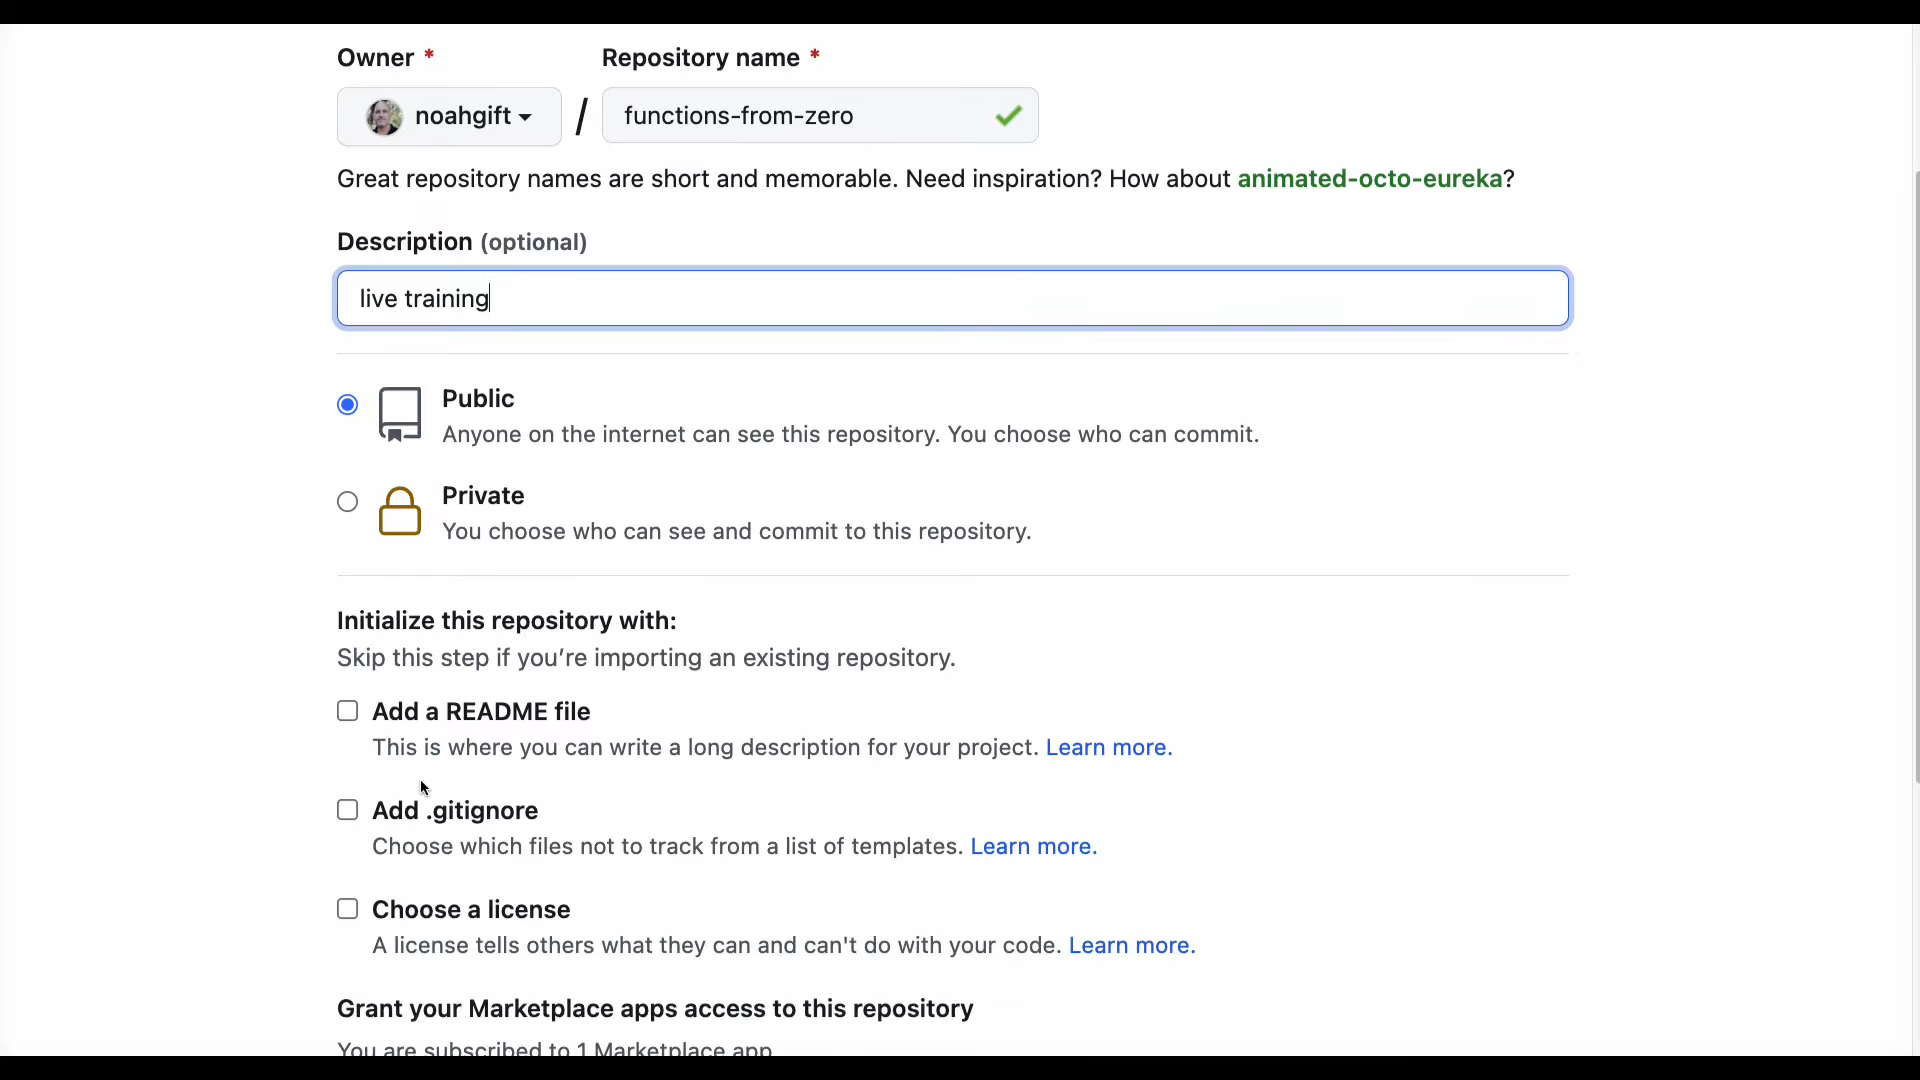 Owner *
Repository name *
noahgift
/
functions-from-zero
Great repository names are short and memorable. Need inspiration? How about animated-octo-eureka?
Description (optional)
live training
Public
Anyone on the internet can see this repository. You choose who can commit.
Private
You choose who can see and commit to this repository.
Initialize this repository with:
Skip this step if you're importing an existing repository.
Add a README file
This is where you can write a long description for your project. Learn more.
Add .gitignore
Choose which files not to track from a list of templates. Learn more.
Choose a license
A license tells others what they can and can't do with your code. Learn more.
Grant your Marketplace apps access to this repository
You are subscribed to 1 Marketplace app